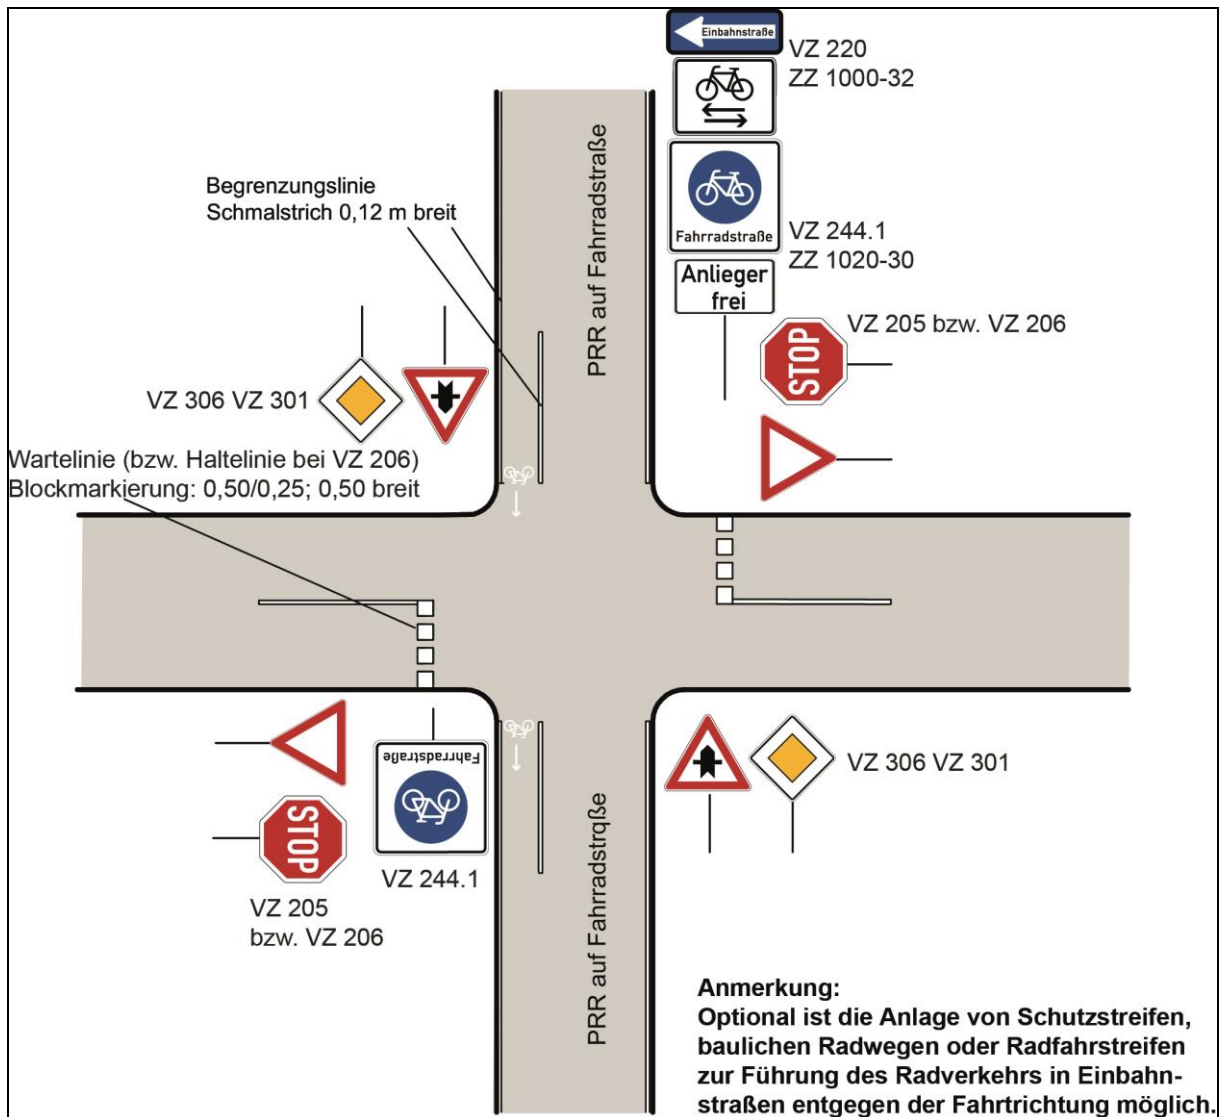 Einbahnstraße
VZ 220
ZZ 1000-32
Fahrradstraße
VZ 244.1
ZZ 1020-30
Anlieger
frei
PRR auf Fahrradstraße
Begrenzungslinie
Schmalstrich 0,12 m breit
STOP
VZ 205 bzw. VZ 206
VZ 306 VZ 301
Wartelinie (bzw. Haltelinie bei VZ 206)
Blockmarkierung: 0,50/0,25; 0,50 breit
Fahrradstraße
VZ 244.1
STOP
VZ 205
bzw. VZ 206
VZ 306 VZ 301
PRR auf Fahrradstrqße
Anmerkung:
Optional ist die Anlage von Schutzstreifen,
baulichen Radwegen oder Radfahrstreifen
zur Führung des Radverkehrs in Einbahn-
straßen entgegen der Fahrtrichtung möglich.